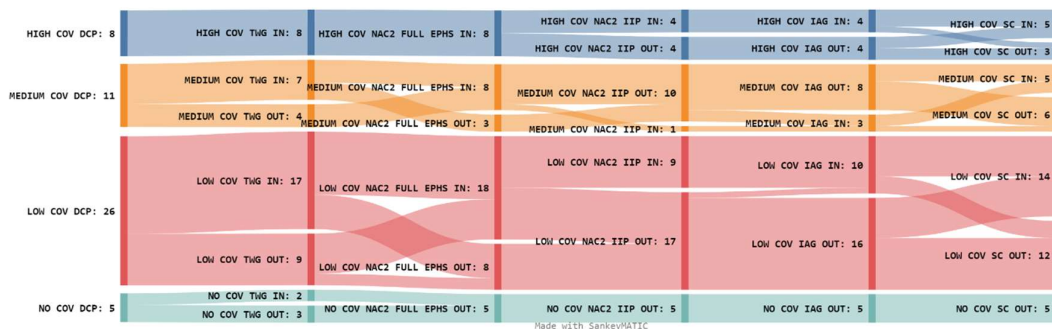 HIGH COV DCP: 8
HIGH COV TWG IN: 8
HIGH COV NAC2 FULL EPHS IN: 8
HIGH COV NAC2 IIP IN: 4
HIGH COV NAC2 IIP OUT: 4
HIGH COV IAG IN: 4
HIGH COV IAG OUT: 4
HIGH COV SC IN: 5
HIGH COV SC OUT: 3
MEDIUM COV DCP: 11
MEDIUM COV TWG IN: 7
MEDIUM COV TWG OUT: 4
MEDIUM COV NAC2 FULL EPHS IN: 8
MEDIUM COV NAC2 FULL EPHS OUT: 3
MEDIUM COV NAC2 IIP OUT: 10
MEDIUM COV NAC2 IIP IN: 1
MEDIUM COV IAG OUT: 8
MEDIUM COV IAG IN: 3
MEDIUM COV SC IN: 5
MEDIUM COV SC OUT: 6
LOW COV DCP: 26
LOW COV TWG IN: 17
LOW COV TWG OUT: 9
LOW COV NAC2 FULL EPHS IN: 18
LOW COV NAC2 FULL EPHS OUT: 8
LOW COV NAC2 IIP IN: 9
LOW COV NAC2 IIP OUT: 17
LOW COV IAG IN: 10
LOW COV IAG OUT: 16
LOW COV SC IN: 14
LOW COV SC OUT: 12
NO COV DCP: 5
NO COV TWG IN: 2
NO COV TWG OUT: 3
NO COV NAC2 FULL EPHS OUT: 5
NO COV NAC2 IIP OUT: 5
NO COV IAG OUT: 5
NO COV SC OUT: 5
Made with SankeyMATIC